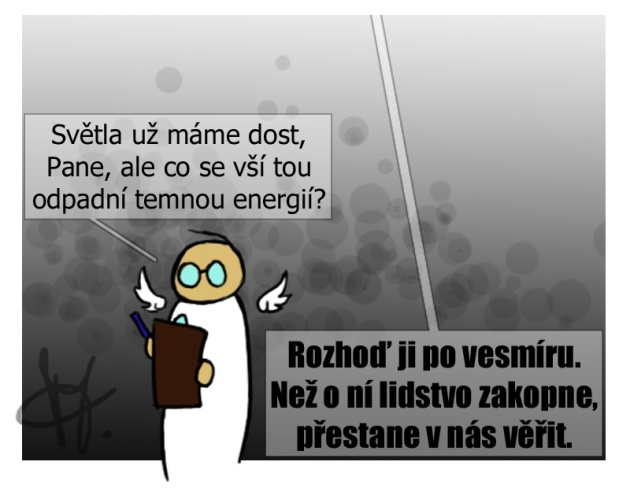 Světla už máme dost,
Pane, ale co se vší tou
odpadní temnou energií?
Rozhoď ji po vesmíru.
Než o ní lidstvo zakopne,
přestane v nás věřit.